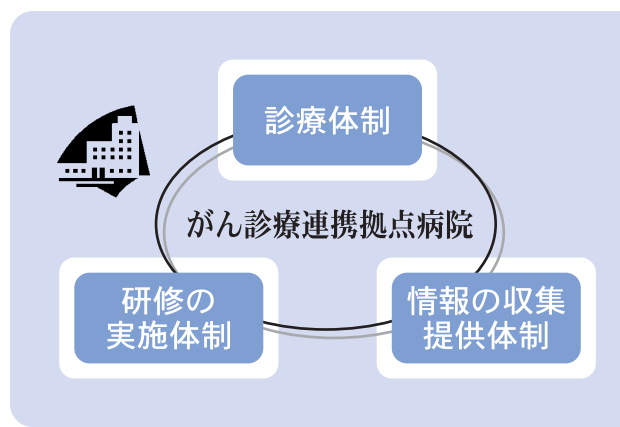 診療体制
がん診療連携拠点病院
研修の
実施体制
情報の収集
提供体制